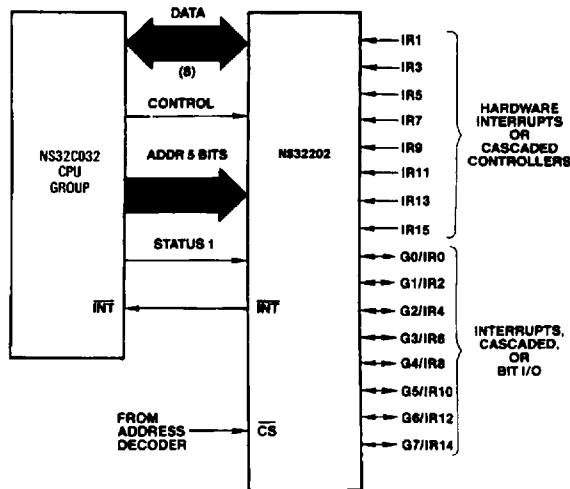 DATA
(8)
CONTROL
NS32C032
CPU
GROUP
ADDR 5 BITS
STATUS 1
INT
INT
NS32202
FROM
ADDRESS
DECODER
CS
IR1
IR3
IR5
IR7
IR9
IR11
IR13
IR15
HARDWARE
INTERRUPTS
OR
CASCADED
CONTROLLERS
G0/IR0
G1/IR2
G2/IR4
G3/IR6
G4/IR8
G5/IR10
G6/IR12
G7/IR14
INTERRUPTS,
CASCADED,
OR
BIT I/O